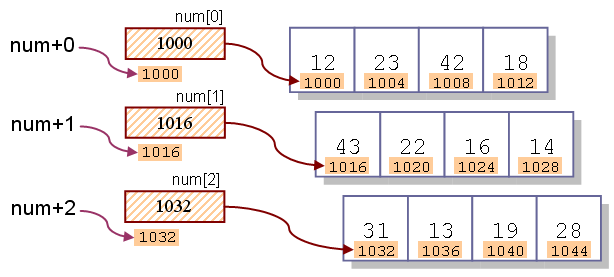 num[0]
num+0 1000 12 23 42 18
1000 1000 1004 1008 1012
num[1]
num+1 1016 43 22 16 14
1016 1016 1020 1024 1028
num[2]
num+2 1032 31 13 19 28
1032 1032 1036 1040 1044